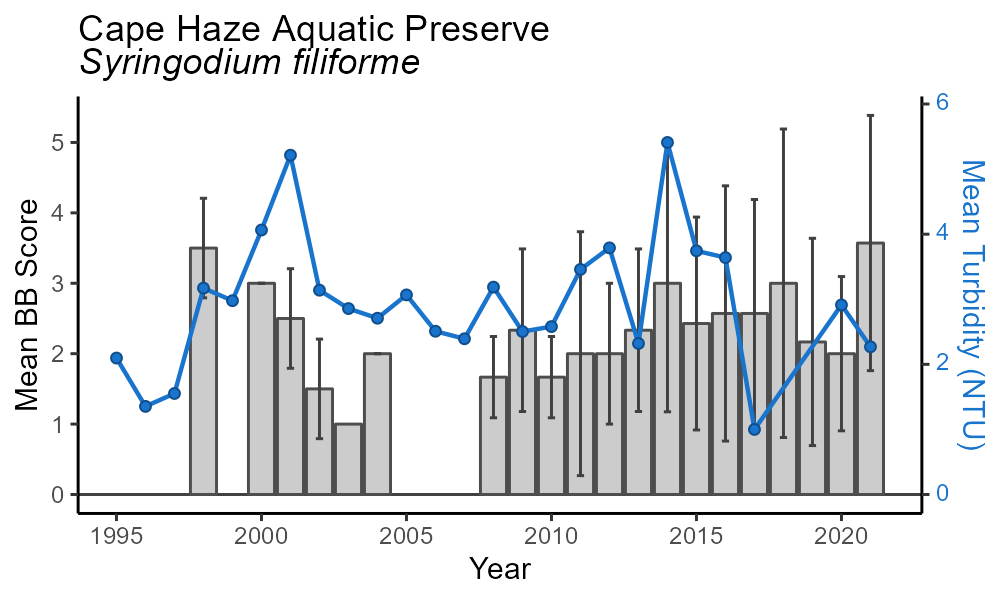 Cape Haze Aquatic Preserve
Syringodium filiforme
Mean BB Score
5
4
3
2
1
0
6
4
2
0
Mean Turbidity (NTU)
1995 2000 2005 2010 2015 2020
Year